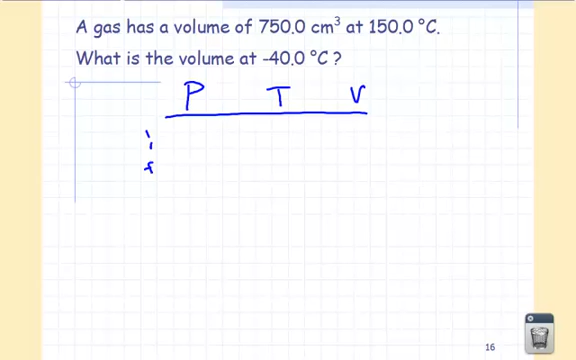 A gas has a volume of 750.0 cm³ at 150.0 °C.
What is the volume at -40.0 °C ?
P T V
i
f
16